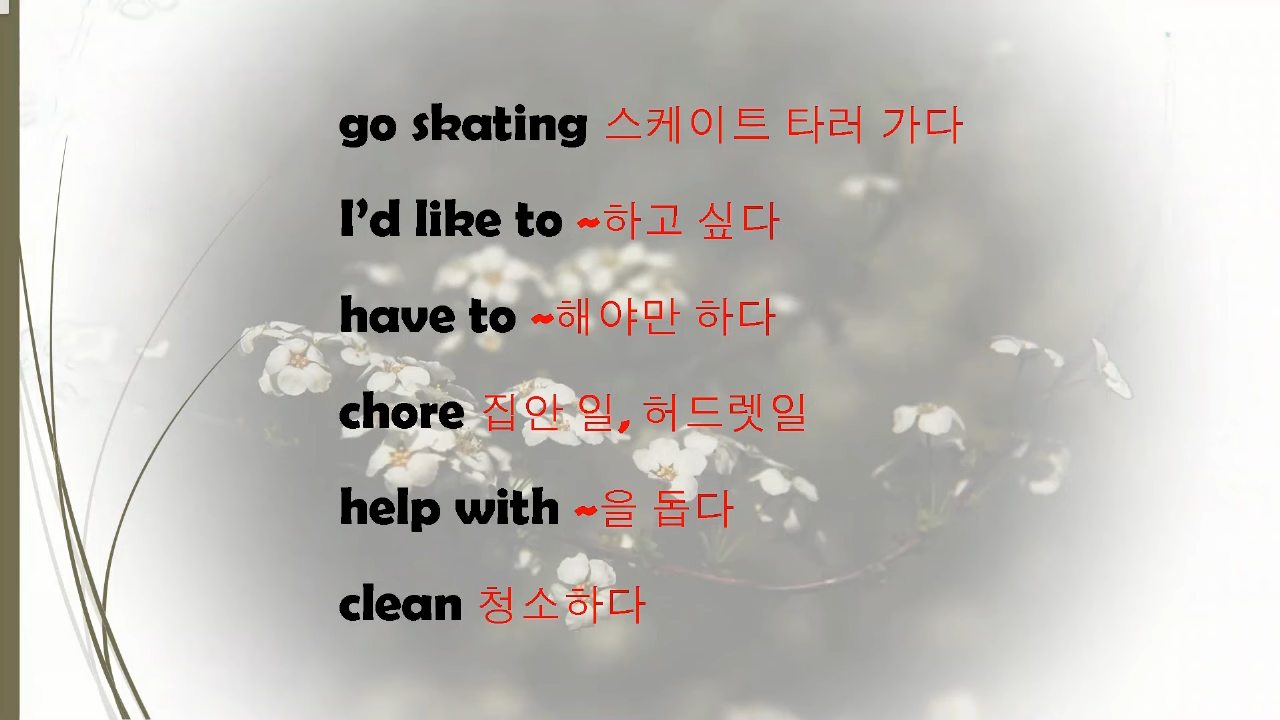 go skating 스케이트 타러 가다
I'd like to ~하고 싶다
have to ~해야만 하다
chore 집안 일, 허드렛일
help with ~을 돕다
clean 청소하다